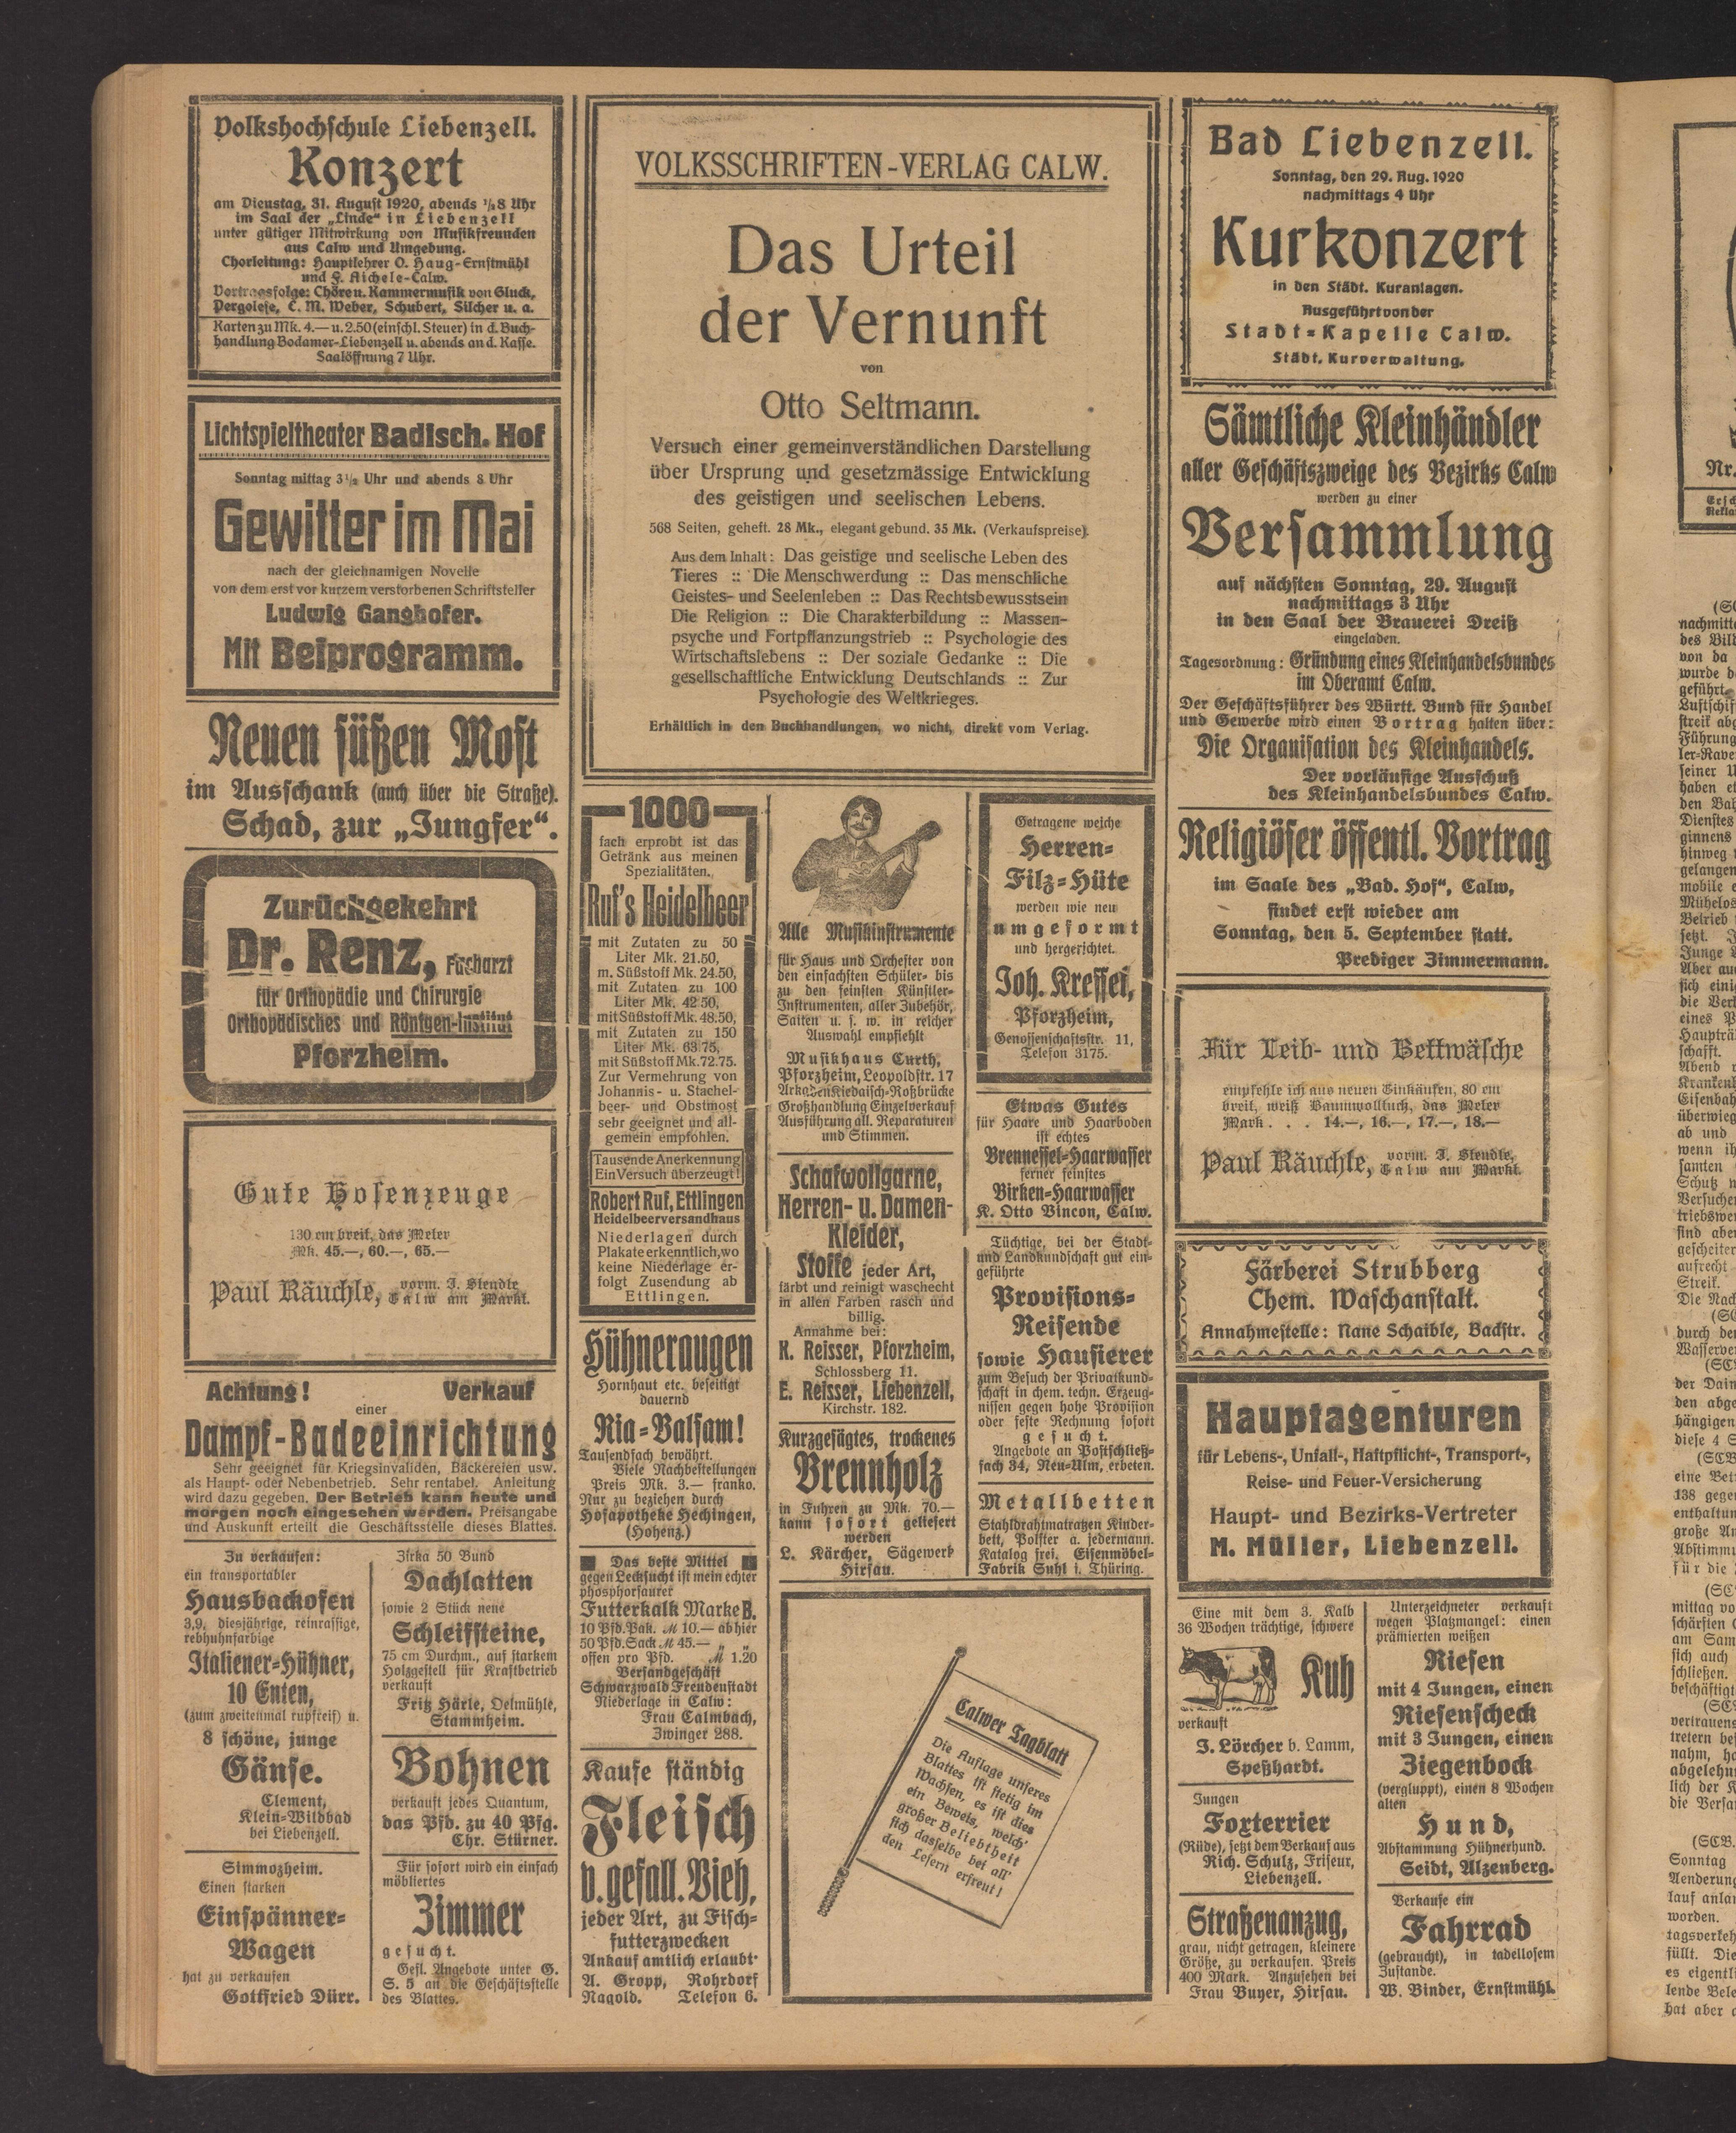 Volkshochschule Liebenzell.
Konzert
am Dienstag, 31. August 1920, abends ½8 Uhr
im Saal der „Linde“ in Liebenzell
unter gütiger Mitwirkung von Musikfreunden
aus Calw und Umgebung.
Chorleitung: Hauptlehrer O. Haug-Ernstmühl
und F. Aichele-Calw.
Vortragsfolge: Chöre u. Kammermusik von Gluck,
Pergolese, C. M. Weber, Schubert, Silcher u. a.
Karten zu Mk. 4.— u. 2.50 (einschl. Steuer) in d. Buch-
handlung Bodamer-Liebenzell u. abends an d. Kasse.
Saalöffnung 7 Uhr.
Lichtspieltheater Badisch. Hof
Sonntag mittag 3½ Uhr und abends 8 Uhr
Gewitter im Mai
nach der gleichnamigen Novelle
von dem erst vor kurzem verstorbenen Schriftsteller
Ludwig Ganghofer.
Mit Beiprogramm.
Neuen süßen Most
im Ausschank (auch über die Straße).
Schad, zur „Jungfer“.
Zurückgekehrt
Dr. Renz, Facharzt
für Orthopädie und Chirurgie
Orthopädisches und Röntgen-Institut
Pforzheim.
Gute Hosenzeuge
130 cm breit, das Meter
Mk. 45.—, 60.—, 65.—
Paul Räuchle, vorm. J. Stendte,
Calw am Markt.
Achtung! Verkauf
einer
Dampf-Badeeinrichtung
Sehr geeignet für Kriegsinvaliden, Bäckereien usw.
als Haupt- oder Nebenbetrieb. Sehr rentabel. Anleitung
wird dazu gegeben. Der Betrieb kann heute und
morgen noch eingesehen werden. Preisangabe
und Auskunft erteilt die Geschäftsstelle dieses Blattes.
Zu verkaufen:
ein transportabler
Hausbackofen
3,9, diesjährige, reinrassige,
rebhuhnfarbige
Italiener-Hühner,
10 Enten,
(zum zweitenmal rupfreif) u.
8 schöne, junge
Gänse.
Clement,
Klein-Wildbad
bei Liebenzell.
Simmozheim.
Einen starken
Einspänner-
Wagen
hat zu verkaufen
Gottfried Dürr.
Zirka 50 Bund
Dachlatten
sowie 2 Stück neue
Schleifsteine,
75 cm Durchm., auf starkem
Holzgestell für Kraftbetrieb
verkauft
Fritz Härle, Oelmühle,
Stammheim.
Bohnen
verkauft jedes Quantum,
das Pfd. zu 40 Pfg.
Chr. Stürner.
Für sofort wird ein einfach
möbliertes
Zimmer
gesucht.
Gefl. Angebote unter G.
S. 5 an die Geschäftsstelle
des Blattes.
VOLKSSCHRIFTEN-VERLAG CALW.
Das Urteil
der Vernunft
von
Otto Seltmann.
Versuch einer gemeinverständlichen Darstellung
über Ursprung und gesetzmässige Entwicklung
des geistigen und seelischen Lebens.
568 Seiten, geheft. 28 Mk., elegant gebund. 35 Mk. (Verkaufspreise).
Aus dem Inhalt: Das geistige und seelische Leben des
Tieres :: Die Menschwerdung :: Das menschliche
Geistes- und Seelenleben :: Das Rechtsbewusstsein
Die Religion :: Die Charakterbildung :: Massen-
psyche und Fortpflanzungstrieb :: Psychologie des
Wirtschaftslebens :: Der soziale Gedanke :: Die
gesellschaftliche Entwicklung Deutschlands :: Zur
Psychologie des Weltkrieges.
Erhältlich in den Buchhandlungen, wo nicht, direkt vom Verlag.
1000
fach erprobt ist das
Getränk aus meinen
Spezialitäten.
Ruf's Heidelbeer
mit Zutaten zu 50
Liter Mk. 21.50,
m. Süßstoff Mk. 24.50,
mit Zutaten zu 100
Liter Mk. 42 50,
mit Süßstoff Mk. 48.50,
mit Zutaten zu 150
Liter Mk. 63 75,
mit Süßstoff Mk. 72.75.
Zur Vermehrung von
Johannis- u. Stachel-
beer- und Obstmost
sehr geeignet und all-
gemein empfohlen.
Tausende Anerkennung
Ein Versuch überzeugt!
Robert Ruf, Ettlingen
Heidelbeerversandhaus
Niederlagen durch
Plakate erkenntlich, wo
keine Niederlage er-
folgt Zusendung ab
Ettlingen.
Hühneraugen
Hornhaut etc. beseitigt
dauernd
Ria-Balsam!
Tausendfach bewährt.
Viele Nachbestellungen
Preis Mk. 3.— franko.
Nur zu beziehen durch
Hofapotheke Hechingen,
(Hohenz.)
Das beste Mittel
gegen Lecksucht ist mein echter
phosphorsaurer
Futterkalk Marke B.
10 Pfd. Pak. M 10.— ab hier
50 Pfd. Sack M 45.— „ „
offen pro Pfd. M 1.20
Versandgeschäft
Schwarzwald Freudenstadt
Niederlage in Calw:
Frau Calmbach,
Zwinger 288.
Kaufe ständig
Fleisch
v. gefall. Vieh,
jeder Art, zu Fisch-
futterzwecken
Ankauf amtlich erlaubt
A. Gropp, Rohrdorf
Nagold. Telefon 6.
Alle Musikinstrumente
für Haus und Orchester von
den einfachsten Schüler- bis
zu den feinsten Künstler-
Instrumenten, aller Zubehör,
Saiten u. s. w. in reicher
Auswahl empfiehlt
Musikhaus Curth,
Pforzheim, Leopoldstr. 17
Arkaden Kiedaisch-Roßbrücke
Großhandlung Einzelverkauf
Ausführung all. Reparaturen
und Stimmen.
Schafwollgarne,
Herren- u. Damen-
Kleider,
Stoffe jeder Art,
färbt und reinigt waschecht
in allen Farben rasch und
billig.
Annahme bei:
K. Reisser, Pforzheim,
Schlossberg 11.
E. Reisser, Liebenzell,
Kirchstr. 182.
Kurzgesägtes, trockenes
Brennholz
in Fuhren zu Mk. 70.—
kann sofort geliefert
werden
L. Kärcher, Sägewerk
Hirsau.
Getragene weiche
Herren-
Filz-Hüte
werden wie neu
umgeformt
und hergerichtet.
Joh. Kressel,
Pforzheim,
Genossenschaftsstr. 11,
Telefon 3175.
Etwas Gutes
für Haare und Haarboden
ist echtes
Brennessel-Haarwasser
ferner feinstes
Birken-Haarwasser
K. Otto Vincon, Calw.
Tüchtige, bei der Stadt-
und Landkundschaft gut ein-
geführte
Provisions-
Reisende
sowie Hausierer
zum Besuch der Privatkund-
schaft in chem. techn. Erzeug-
nissen gegen hohe Provision
oder feste Rechnung sofort
gesucht.
Angebote an Postschließ-
fach 34, Neu-Ulm, erbeten.
Metallbetten
Stahldrahtmatratzen Kinder-
bett, Polster a. jedermann.
Katalog frei. Eisenmöbel-
Fabrik Suhl i. Thüring.
Calwer Tagblatt
Die Auflage unseres
Blattes ist stetig im
Wachsen, es ist dies
ein Beweis, welch'
großer Beliebtheit
sich dasselbe bei all'
den Lesern erfreut!
Bad Liebenzell.
Sonntag, den 29. Aug. 1920
nachmittags 4 Uhr
Kurkonzert
in den Städt. Kuranlagen.
Ausgeführt von der
Stadt-Kapelle Calw.
Städt. Kurverwaltung.
Sämtliche Kleinhändler
aller Geschäftszweige des Bezirks Calw
werden zu einer
Versammlung
auf nächsten Sonntag, 29. August
nachmittags 3 Uhr
in den Saal der Brauerei Dreiß
eingeladen.
Tagesordnung: Gründung eines Kleinhandelsbundes
im Oberamt Calw.
Der Geschäftsführer des Württ. Bund für Handel
und Gewerbe wird einen Vortrag halten über:
Die Organisation des Kleinhandels.
Der vorläufige Ausschuß
des Kleinhandelsbundes Calw.
Religiöser öffentl. Vortrag
im Saale des „Bad. Hof“, Calw,
findet erst wieder am
Sonntag, den 5. September statt.
Prediger Zimmermann.
Für Leib- und Bettwäsche
empfehle ich aus neuen Einkäufen, 80 cm
breit, weiß Baumwolltuch, das Meter
Mark . . . 14.—, 16.—, 17.—, 18.—
Paul Räuchle, vorm. J. Stendte,
Calw am Markt.
Färberei Strubberg
Chem. Waschanstalt.
Annahmestelle: Nane Schaible, Badstr.
Hauptagenturen
für Lebens-, Unfall-, Haftpflicht-, Transport-,
Reise- und Feuer-Versicherung
Haupt- und Bezirks-Vertreter
M. Müller, Liebenzell.
Eine mit dem 3. Kalb
36 Wochen trächtige, schwere
Kuh
verkauft
J. Lörcher b. Lamm,
Speßhardt.
Jungen
Foxterrier
(Rüde), setzt dem Verkauf aus
Rich. Schulz, Friseur,
Liebenzell.
Straßenanzug,
grau, nicht getragen, kleinere
Größe, zu verkaufen. Preis
400 Mark. Anzusehen bei
Frau Buyer, Hirsau.
Unterzeichneter verkauft
wegen Platzmangel: einen
prämierten weißen
Riesen
mit 4 Jungen, einen
Riesenscheck
mit 3 Jungen, einen
Ziegenbock
(vergluppt), einen 8 Wochen
alten
Hund,
Abstammung Hühnerhund.
Seidt, Alzenberg.
Verkaufe ein
Fahrrad
(gebraucht), in tadellosem
Zustande.
W. Binder, Ernstmühl.